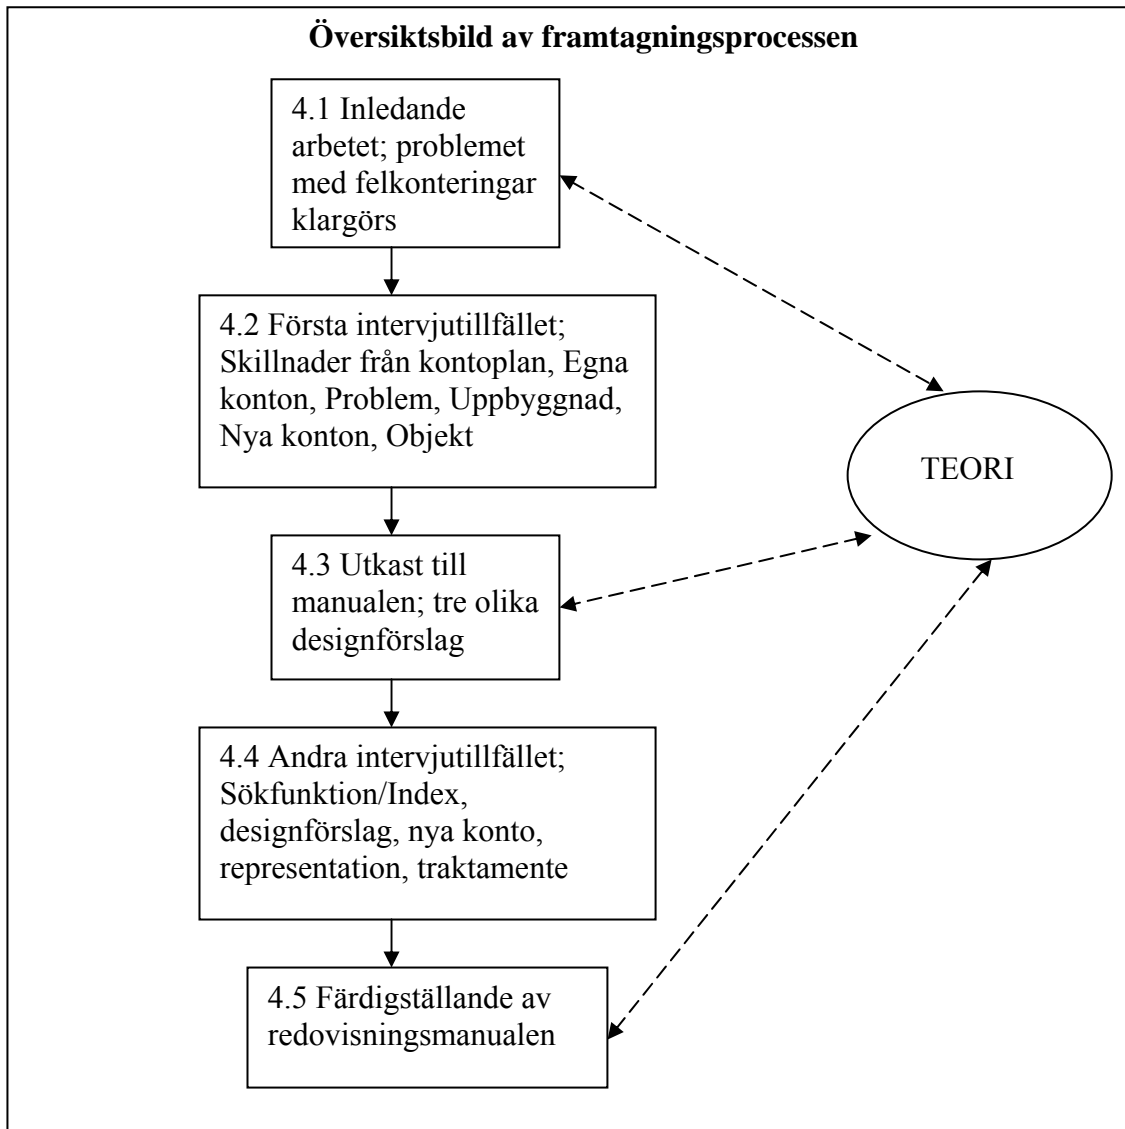 Översiktsbild av framtagningsprocessen
4.1 Inledande
arbetet; problemet
med felkonteringar
klargörs
4.2 Första intervjutillfället;
Skillnader från kontoplan, Egna
konton, Problem, Uppbyggnad,
Nya konton, Objekt
TEORI
4.3 Utkast till
manualen; tre olika
designförslag
4.4 Andra intervjutillfället;
Sökfunktion/Index,
designförslag, nya konto,
representation, traktamente
4.5 Färdigställande av
redovisningsmanualen